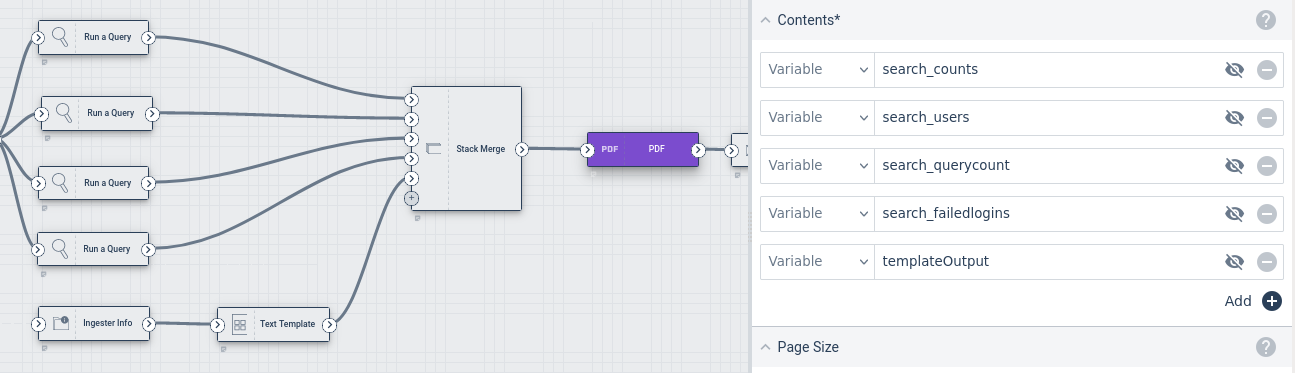 Run a Query
Run a Query
Run a Query
Run a Query
Ingester Info
Text Template
Stack Merge
PDF PDF
Contents*
Variable search_counts
Variable search_users
Variable search_querycount
Variable search_failedlogins
Variable templateOutput
Add
Page Size